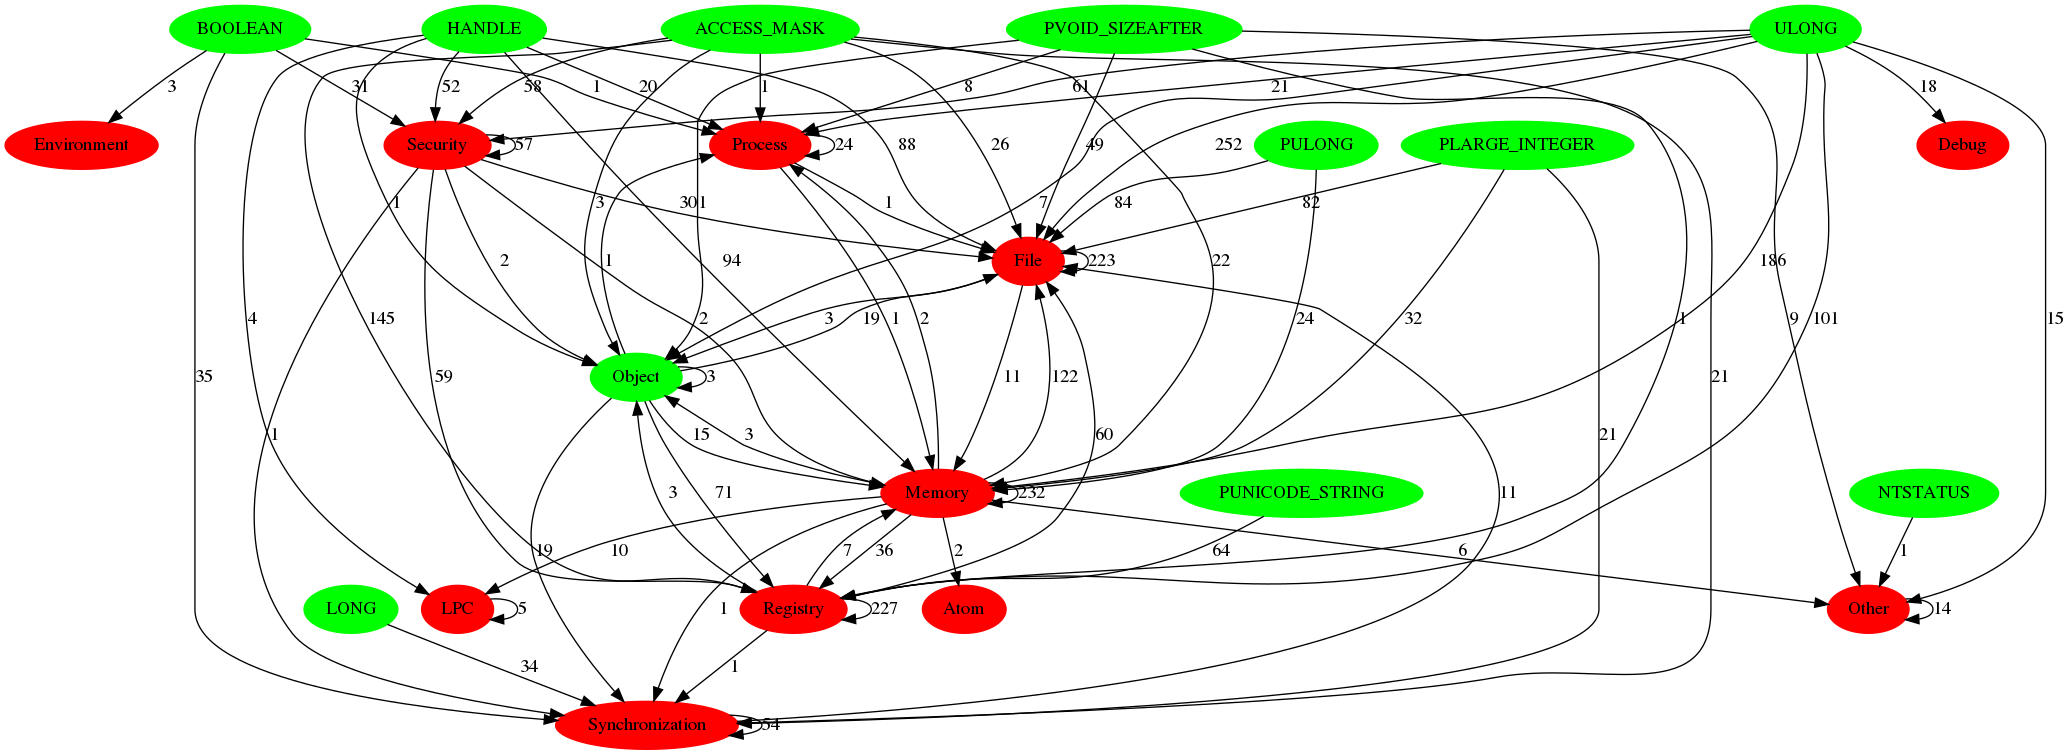 BOOLEAN HANDLE ACCESS_MASK PVOID_SIZEAFTER ULONG
3 31 52 58 1 20 1 8 61 21 18
Environment Security 57 Process 24 88 26 49 252 PULONG PLARGE_INTEGER Debug
1 3 30 1 1 7 84 82
2 1 94 File 223 22 186
4 145 2 3 19 1 2 24 32 1 9 101 15
35 59 Object 3 11 122 21
1 15 3 60 21
3 71 Memory 232 11 PUNICODE_STRING NTSTATUS
19 10 7 36 2 64 6 1
LONG LPC 5 1 Registry 227 Atom Other 14
34 1
Synchronization 54